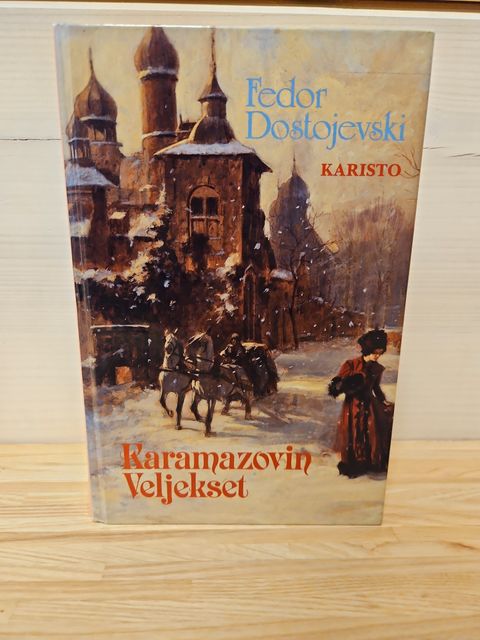 Fedor
Dostojevski
KARISTO
Karamazovin
Veljekset